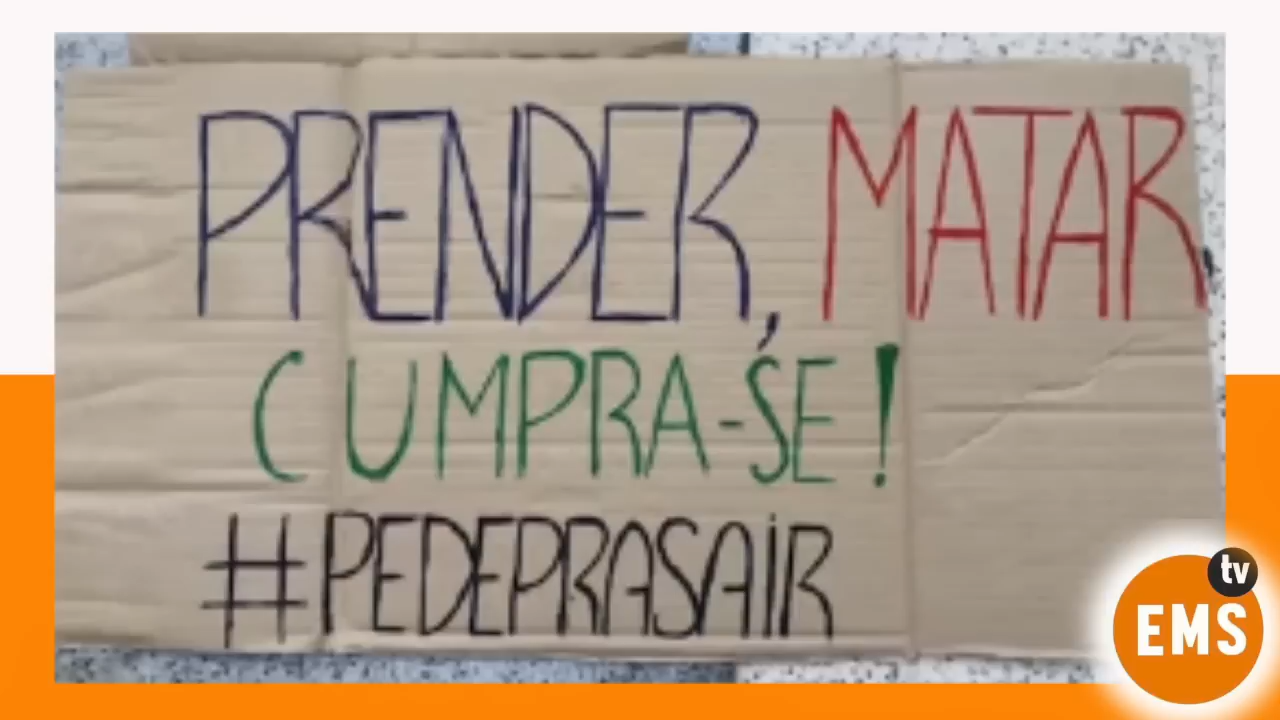 PRENDER, MATAR
CUMPRA-SE!
#PEDEPRASAIR
tv
EMS